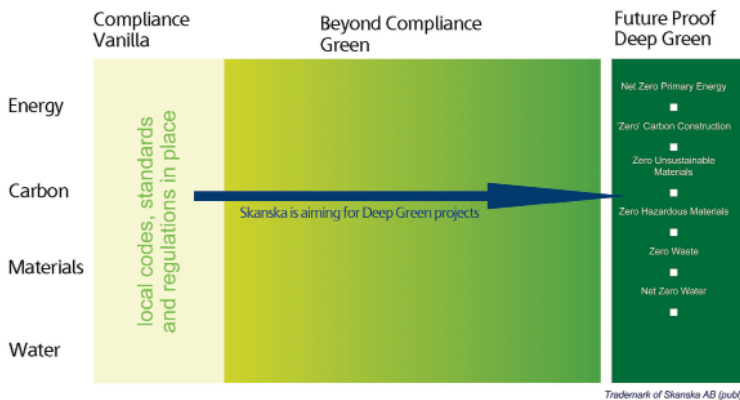 Compliance
Vanilla
Beyond Compliance
Green
Future Proof
Deep Green
Energy
Carbon
Materials
Water
local codes, standards
and regulations in place
Skanska is aiming for Deep Green projects
Net Zero Primary Energy
'Zero' Carbon Construction
Zero Unsustainable
Materials
Zero Hazardous Materials
Zero Waste
Net Zero Water
Trademark of Skanska AB (publ)